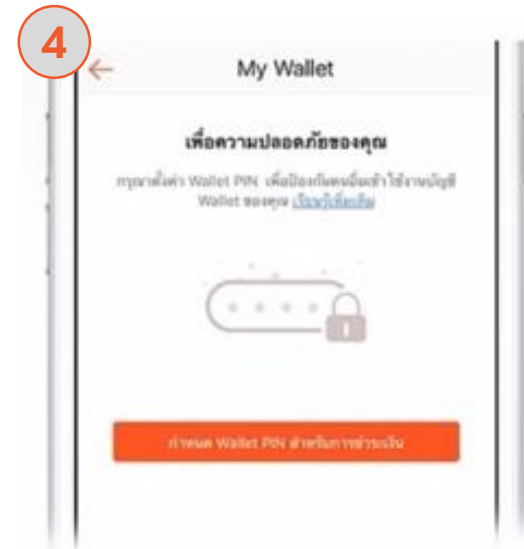 4
My Wallet
เพื่อความปลอดภัยของคุณ
กรุณาตั้งค่า Wallet PIN เพื่อป้องกันคนอื่นเข้าใช้งานบัญชี
Wallet ของคุณ เรียนรู้เพิ่มเติม
กำหนด Wallet PIN สำหรับการชำระเงิน